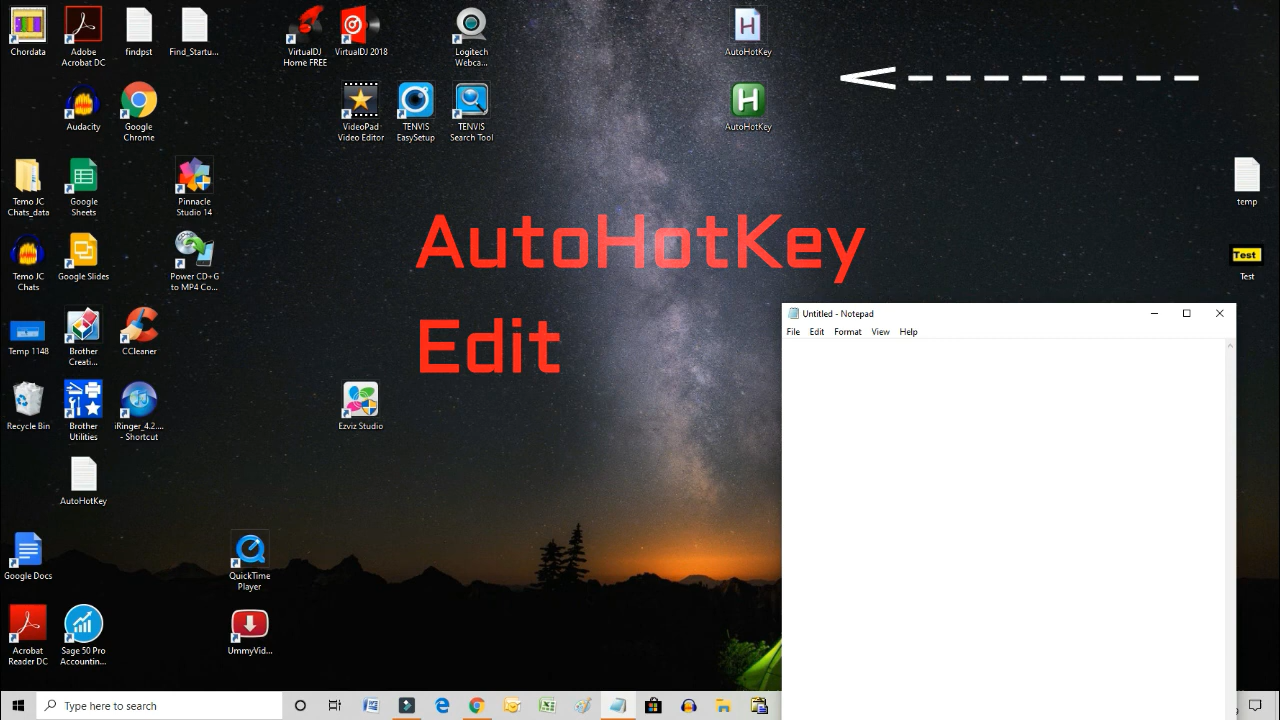 Chordata
Adobe
Acrobat DC
findpst
Find_Startu...
VirtualDJ
Home FREE
VirtualDJ 2018
Logitech
Webca...
AutoHotKey
Audacity
Google
Chrome
VideoPad
Video Editor
TENVIS
EasySetup
TENVIS
Search Tool
AutoHotKey
Temo JC
Chats_data
Google
Sheets
Pinnacle
Studio 14
temp
Temo JC
Chats
Google Slides
Power CD+G
to MP4 Co...
Test
Test
AutoHotKey
Edit
Untitled - Notepad
File Edit Format View Help
Temp 1148
Brother
Creati...
CCleaner
Recycle Bin
Brother
Utilities
iRinger_4.2....
- Shortcut
Ezviz Studio
AutoHotKey
Google Docs
QuickTime
Player
Acrobat
Reader DC
Sage 50 Pro
Accountin...
UmmyVid...
Type here to search